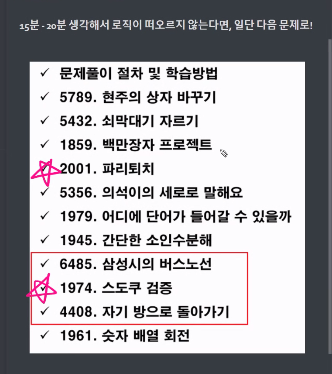 15분 - 20분 생각해서 로직이 떠오르지 않는다면, 일단 다음 문제로!
✓ 문제풀이 절차 및 학습방법
✓ 5789. 현주의 상자 바꾸기
✓ 5432. 쇠막대기 자르기
✓ 1859. 백만장자 프로젝트
✓ 2001. 파리퇴치
✓ 5356. 의석이의 세로로 말해요
✓ 1979. 어디에 단어가 들어갈 수 있을까
✓ 1945. 간단한 소인수분해
✓ 6485. 삼성시의 버스노선
✓ 1974. 스도쿠 검증
✓ 4408. 자기 방으로 돌아가기
✓ 1961. 숫자 배열 회전